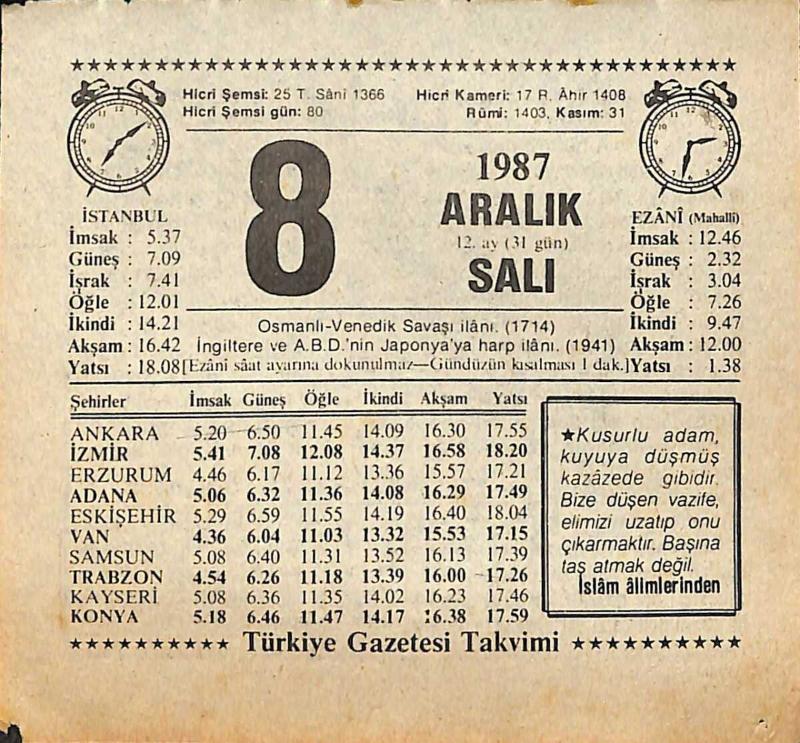 Hicri Şemsi: 25 T. Sâni 1366 Hicrî Kameri: 17 R. Âhir 1408
Hicri Şemsi gün: 80 Rûmi: 1403, Kasım: 31
8
1987
ARALIK
12. ay (31 gün)
SALI
İSTANBUL
İmsak : 5.37
Güneş : 7.09
İşrak : 7.41
Öğle : 12.01
İkindi : 14.21
Akşam : 16.42
Yatsı : 18.08
EZÂNÎ (Mahallî)
İmsak : 12.46
Güneş : 2.32
İşrak : 3.04
Öğle : 7.26
İkindi : 9.47
Akşam : 12.00
Yatsı : 1.38
Osmanlı-Venedik Savaşı ilânı. (1714)
İngiltere ve A.B.D.'nin Japonya'ya harp ilânı. (1941)
[Ezâni sâat ayarına dokunulmaz—Gündüzün kısalması 1 dak.]
Şehirler İmsak Güneş Öğle İkindi Akşam Yatsı
ANKARA 5.20 6.50 11.45 14.09 16.30 17.55
İZMİR 5.41 7.08 12.08 14.37 16.58 18.20
ERZURUM 4.46 6.17 11.12 13.36 15.57 17.21
ADANA 5.06 6.32 11.36 14.08 16.29 17.49
ESKİŞEHİR 5.29 6.59 11.55 14.19 16.40 18.04
VAN 4.36 6.04 11.03 13.32 15.53 17.15
SAMSUN 5.08 6.40 11.31 13.52 16.13 17.39
TRABZON 4.54 6.26 11.18 13.39 16.00 17.26
KAYSERİ 5.08 6.36 11.35 14.02 16.23 17.46
KONYA 5.18 6.46 11.47 14.17 16.38 17.59
★Kusurlu adam,
kuyuya düşmüş
kazâzede gibidir.
Bize düşen vazife,
elimizi uzatıp onu
çıkarmaktır. Başına
taş atmak değil.
İslâm âlimlerinden
Türkiye Gazetesi Takvimi